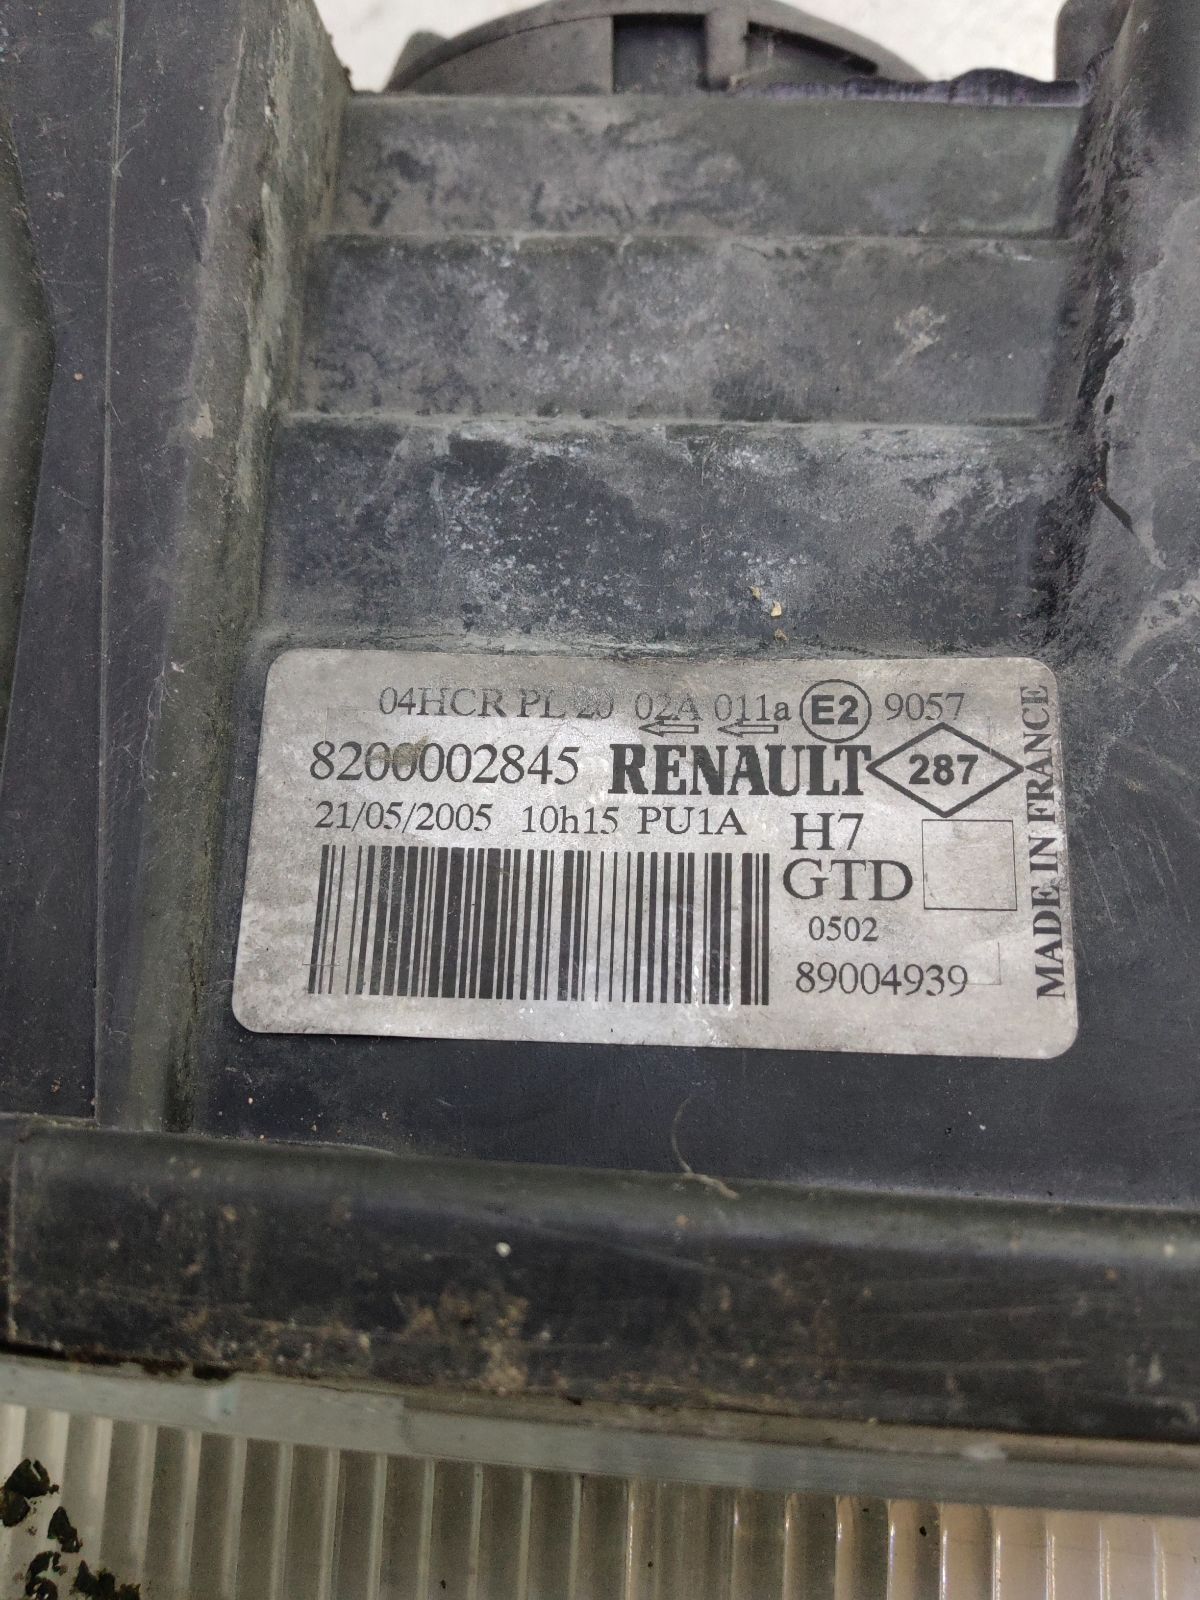 04HCR PL 20 02A 011a E2 9057
8200002845 RENAULT 287
21/05/2005 10h15 PU1A H7
GTD
0502
89004939
MADE IN FRANCE